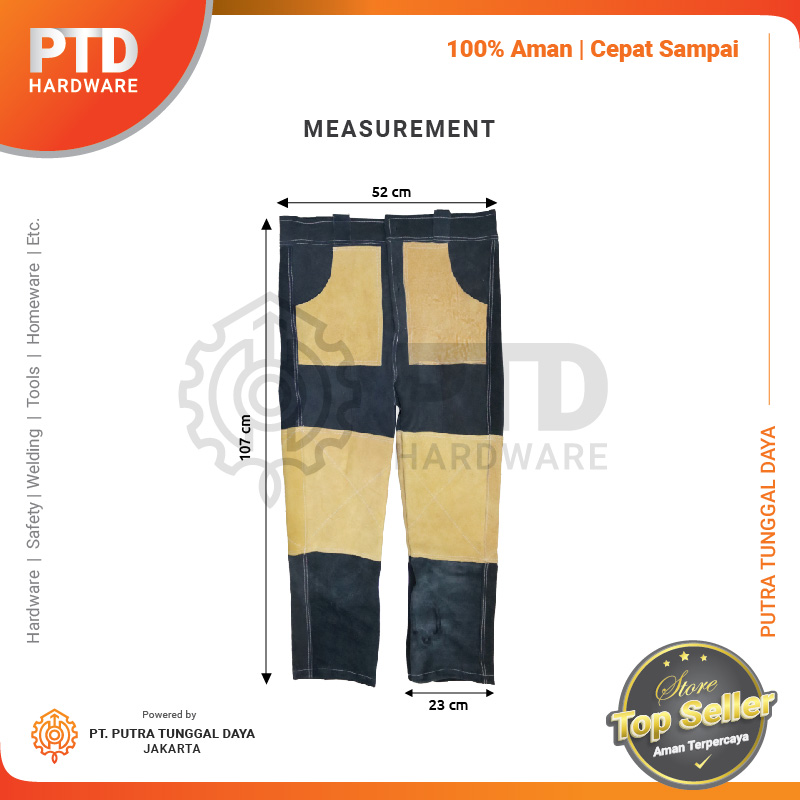 PTD
HARDWARE
100% Aman | Cepat Sampai
MEASUREMENT
52 cm
107 cm
23 cm
PTD
HARDWARE
Hardware | Safety | Welding | Tools | Homeware | Etc.
PUTRA TUNGGAL DAYA
Powered by
PT. PUTRA TUNGGAL DAYA
JAKARTA
Store
Top Seller
Aman Terpercaya